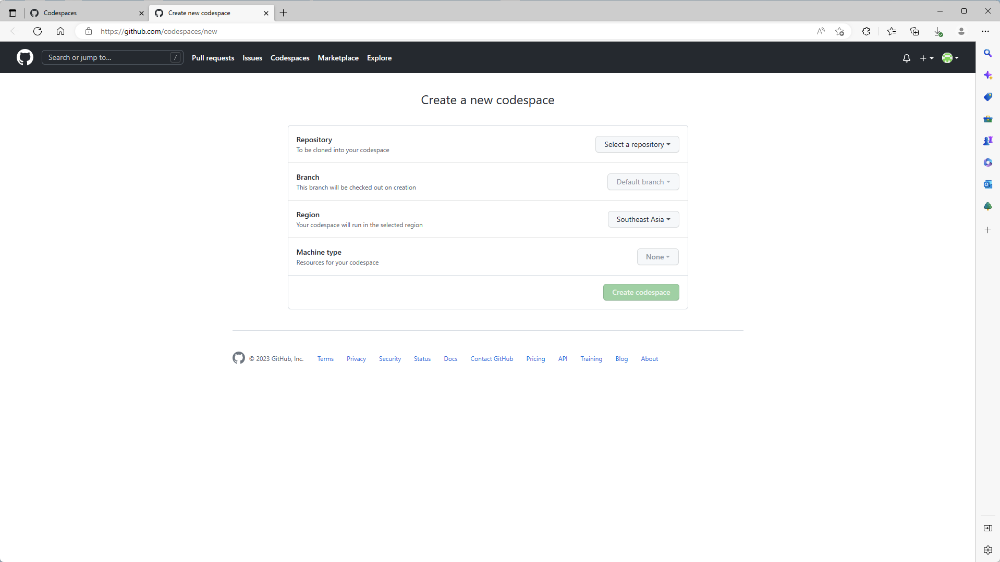 Codespaces
Create new codespace
https://github.com/codespaces/new
Search or jump to... /
Pull requests Issues Codespaces Marketplace Explore
Create a new codespace
Repository
To be cloned into your codespace
Select a repository
Branch
This branch will be checked out on creation
Default branch
Region
Your codespace will run in the selected region
Southeast Asia
Machine type
Resources for your codespace
None
Create codespace
© 2023 GitHub, Inc. Terms Privacy Security Status Docs Contact GitHub Pricing API Training Blog About